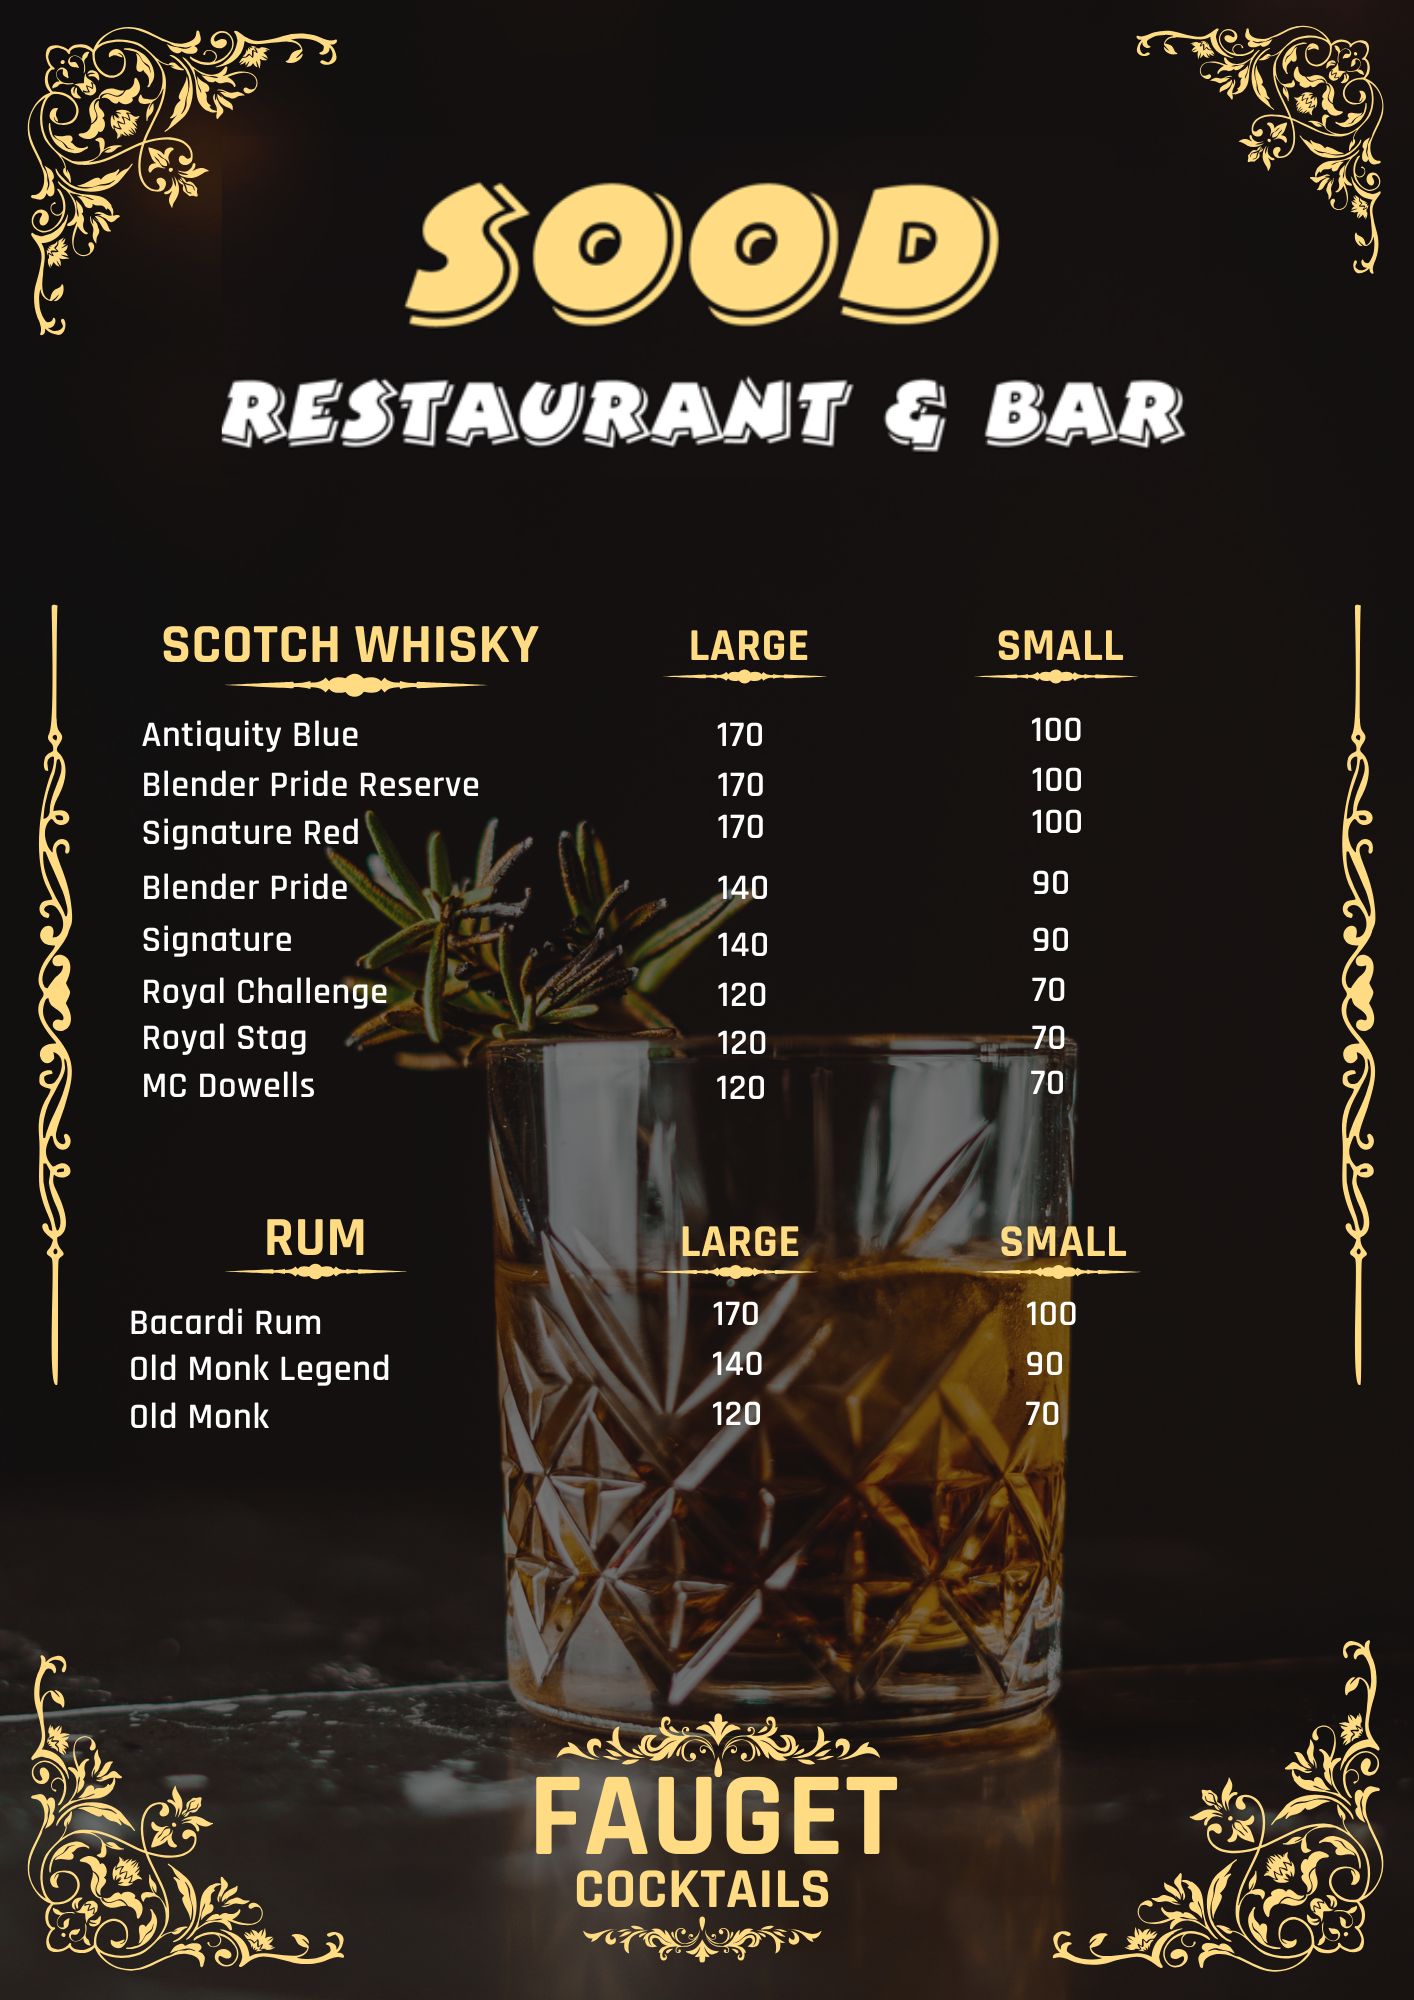 SOOD
RESTAURANT & BAR
SCOTCH WHISKY LARGE SMALL
Antiquity Blue 170 100
Blender Pride Reserve 170 100
Signature Red 170 100
Blender Pride 140 90
Signature 140 90
Royal Challenge 120 70
Royal Stag 120 70
MC Dowells 120 70
RUM LARGE SMALL
Bacardi Rum 170 100
Old Monk Legend 140 90
Old Monk 120 70
FAUGET
COCKTAILS